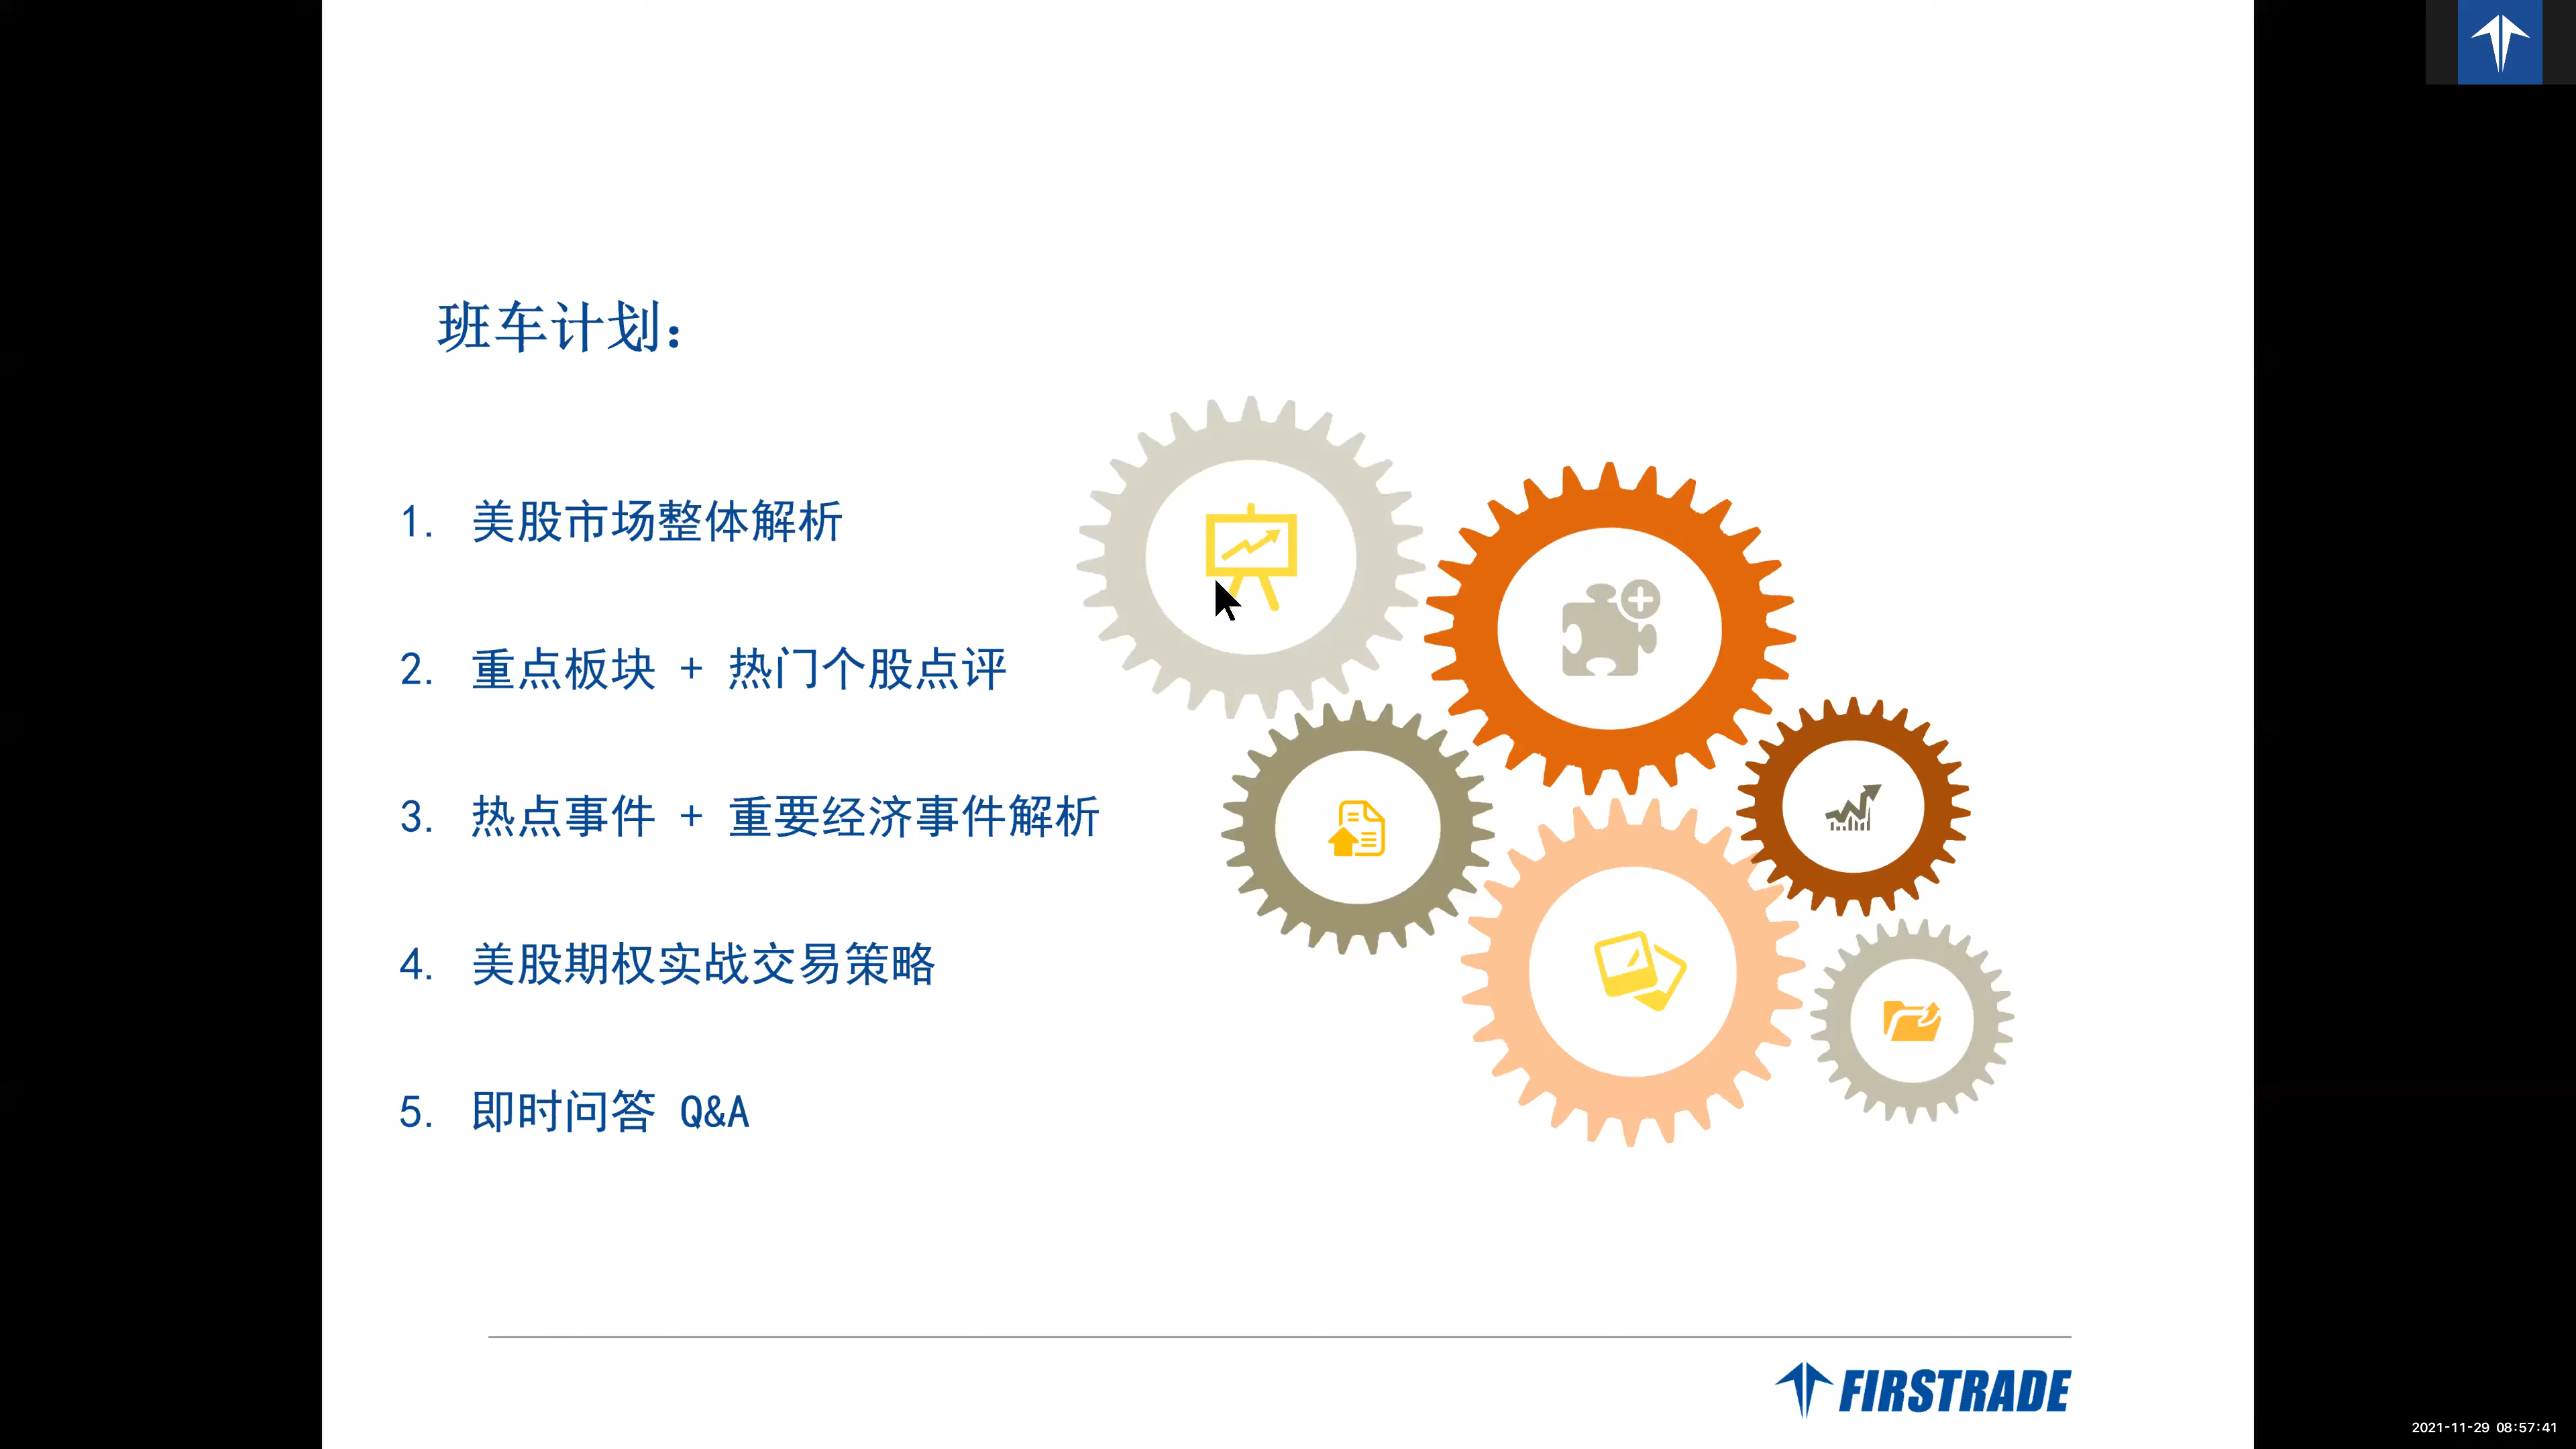 班车计划：
1. 美股市场整体解析
2. 重点板块 + 热门个股点评
3. 热点事件 + 重要经济事件解析
4. 美股期权实战交易策略
5. 即时问答 Q&A
FIRSTRADE
2021-11-29 08:57:41